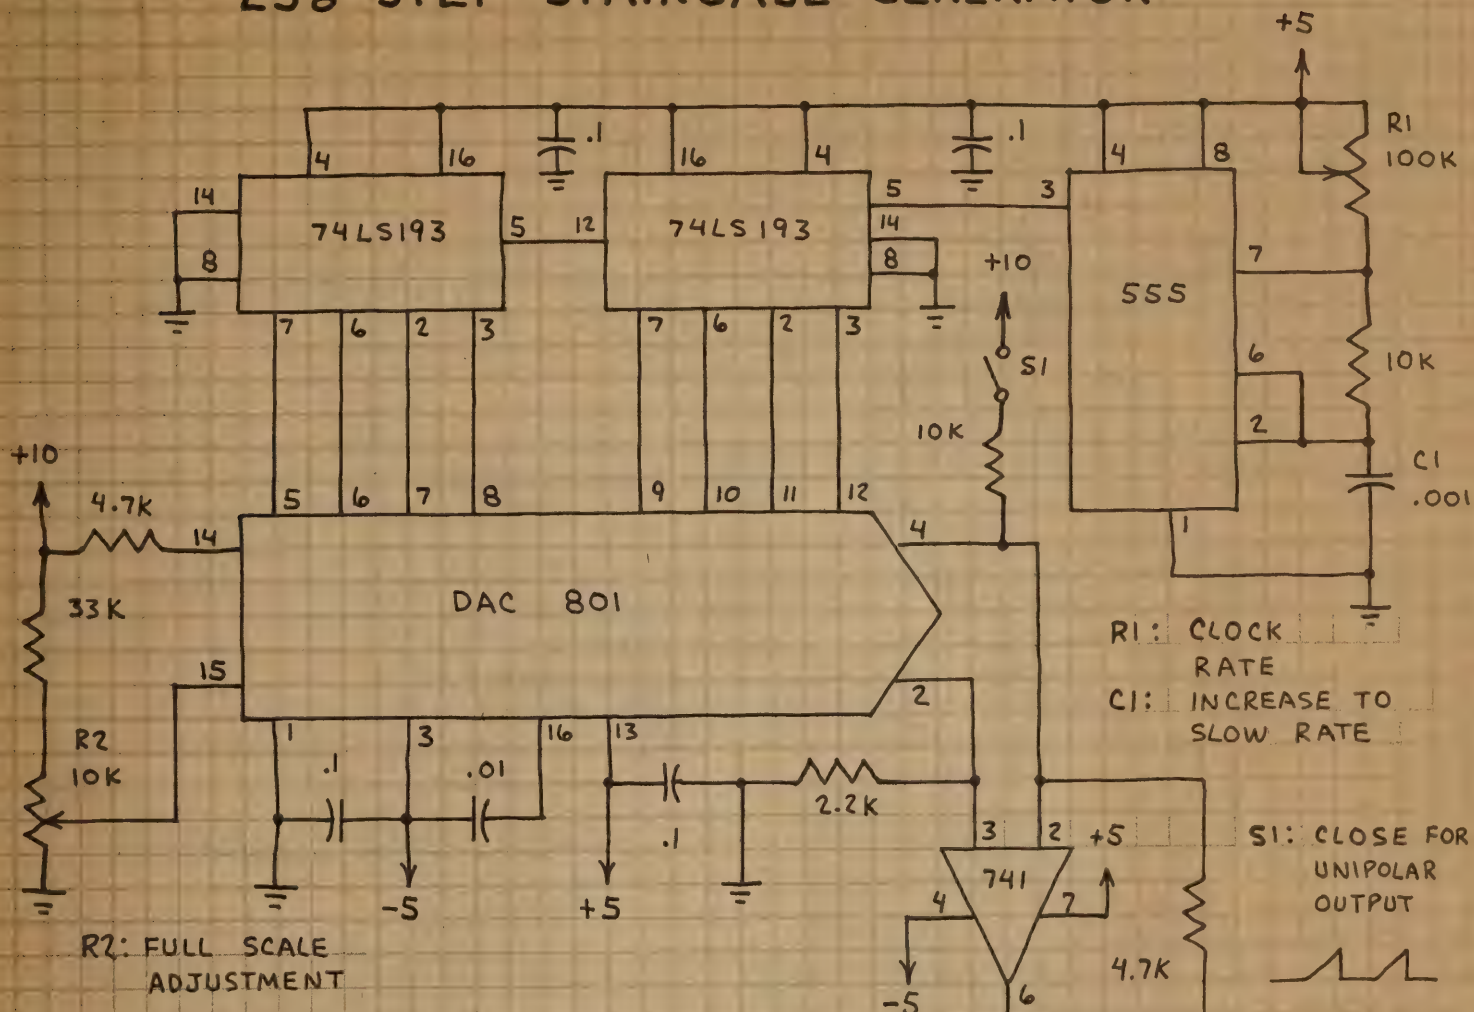 256 STEP STAIRCASE GENERATOR
+5
R1
100K
.1
.1
4
16
16
4
4
8
14
8
74LS193
5
12
74LS193
5
14
8
3
555
7
6
2
1
+10
S1
10K
10K
C1
.001
7
6
2
3
7
6
2
3
+10
4.7K
14
5
6
7
8
9
10
11
12
4
33K
DAC 801
15
2
R1: CLOCK
RATE
C1: INCREASE TO
SLOW RATE
R2
10K
1
3
16
13
.1
.01
.1
2.2K
-5
+5
3
2
+5
741
4
7
-5
6
4.7K
S1: CLOSE FOR
UNIPOLAR
OUTPUT
R2: FULL SCALE
ADJUSTMENT